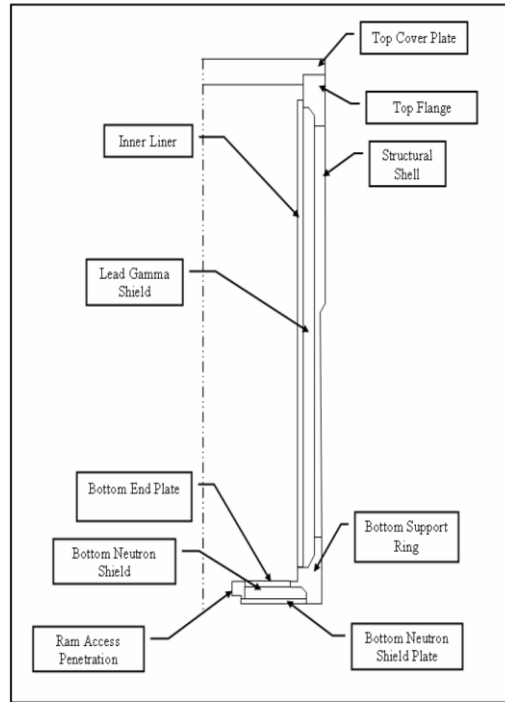 Top Cover Plate
Top Flange
Inner Liner
Structural
Shell
Lead Gamma
Shield
Bottom End Plate
Bottom Support
Ring
Bottom Neutron
Shield
Ram Access
Penetration
Bottom Neutron
Shield Plate